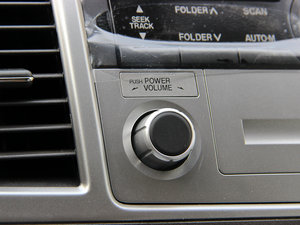 FOLDER ∧ SCAN
∧
SEEK
TRACK
∨
FOLDER ∨ AUTO-M
PUSH POWER
VOLUME